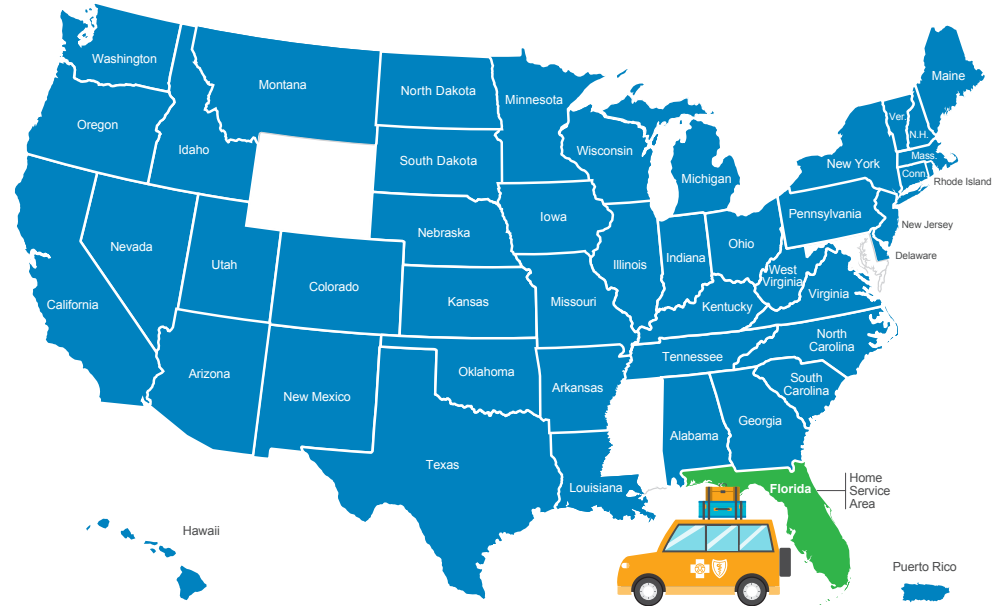 Washington
Montana
North Dakota
Minnesota
Maine
Oregon
Idaho
South Dakota
Wisconsin
Michigan
New York
Ver.
N.H.
Mass.
Conn.
Rhode Island
Nevada
Utah
Colorado
Nebraska
Iowa
Illinois
Indiana
Ohio
Pennsylvania
New Jersey
Delaware
California
Kansas
Missouri
Kentucky
West
Virginia
Virginia
Arizona
New Mexico
Oklahoma
Arkansas
Tennessee
North
Carolina
South
Carolina
Texas
Louisiana
Alabama
Georgia
Florida
Home
Service
Area
Hawaii
Puerto Rico